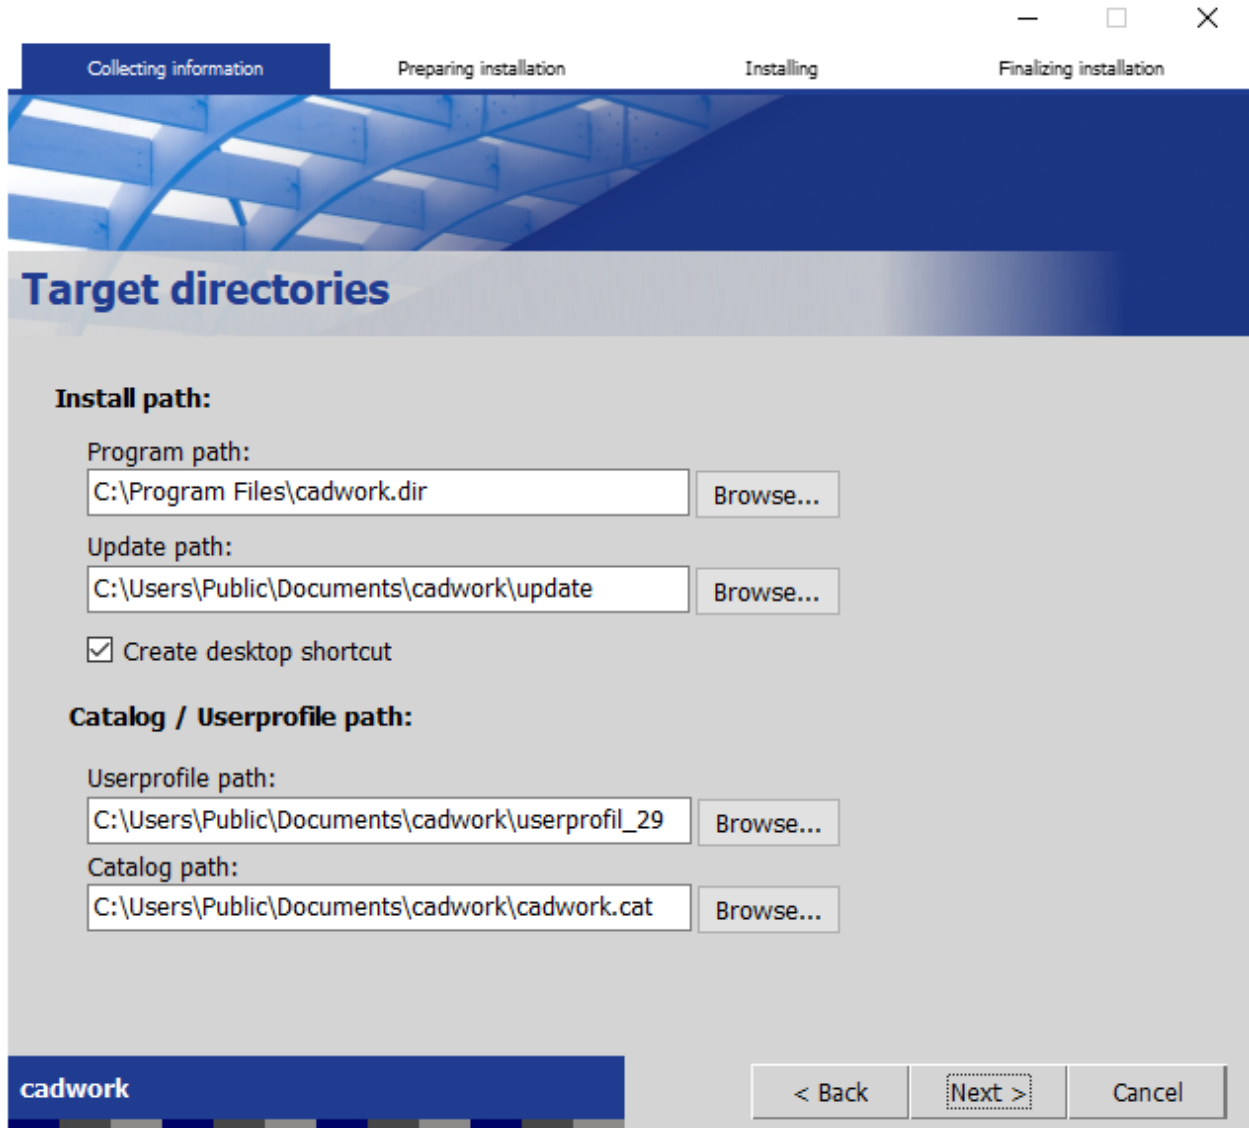 Collecting information Preparing installation Installing Finalizing installation
Target directories
Install path:
Program path:
C:\Program Files\cadwork.dir Browse...
Update path:
C:\Users\Public\Documents\cadwork\update Browse...
Create desktop shortcut
Catalog / Userprofile path:
Userprofile path:
C:\Users\Public\Documents\cadwork\userprofil_29 Browse...
Catalog path:
C:\Users\Public\Documents\cadwork\cadwork.cat Browse...
cadwork < Back Next > Cancel